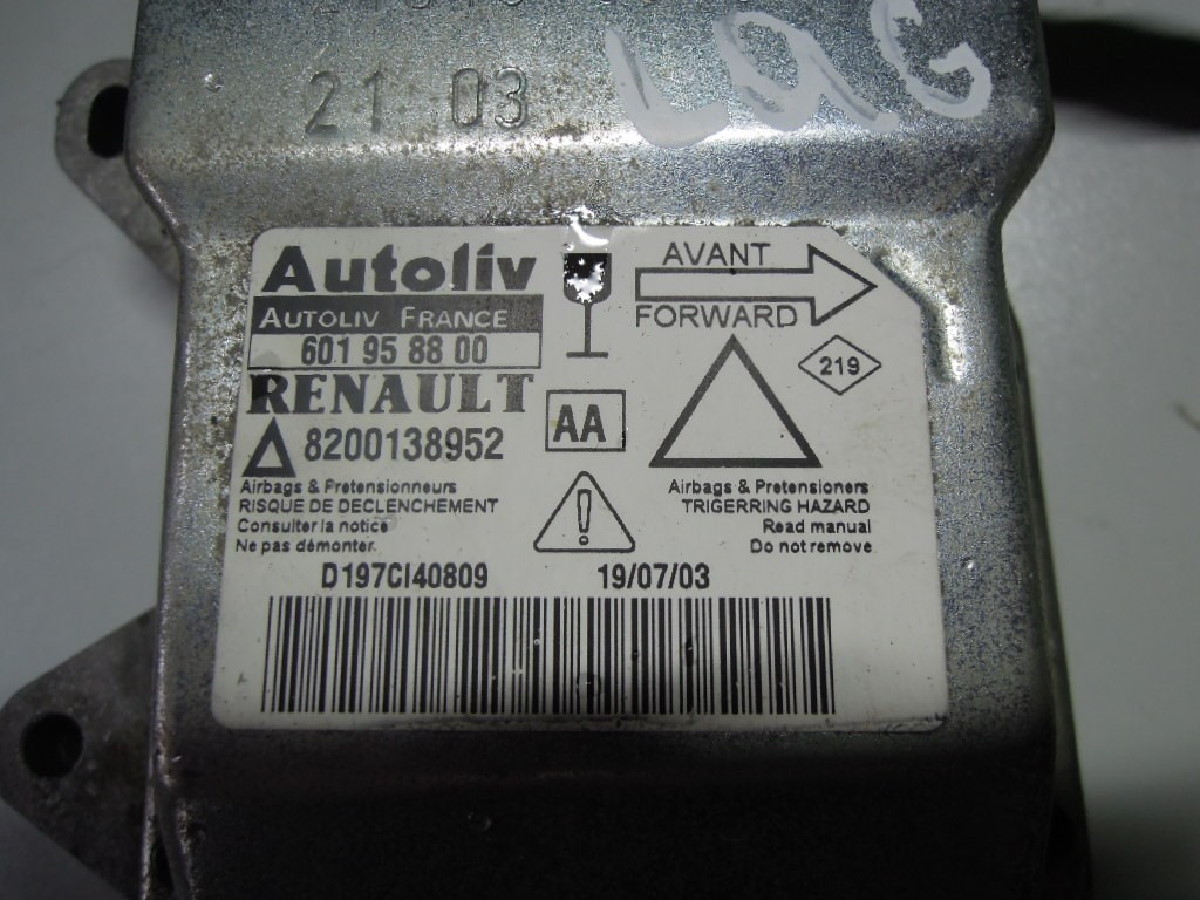 21 03
LAG
Autoliv
AUTOLIV FRANCE
601 95 88 00
RENAULT
8200138952
AVANT
FORWARD
219
AA
Airbags & Pretensionneurs
RISQUE DE DECLENCHEMENT
Consulter la notice
Ne pas démonter.
Airbags & Pretensioners
TRIGERRING HAZARD
Read manual
Do not remove
D197CI40809 19/07/03